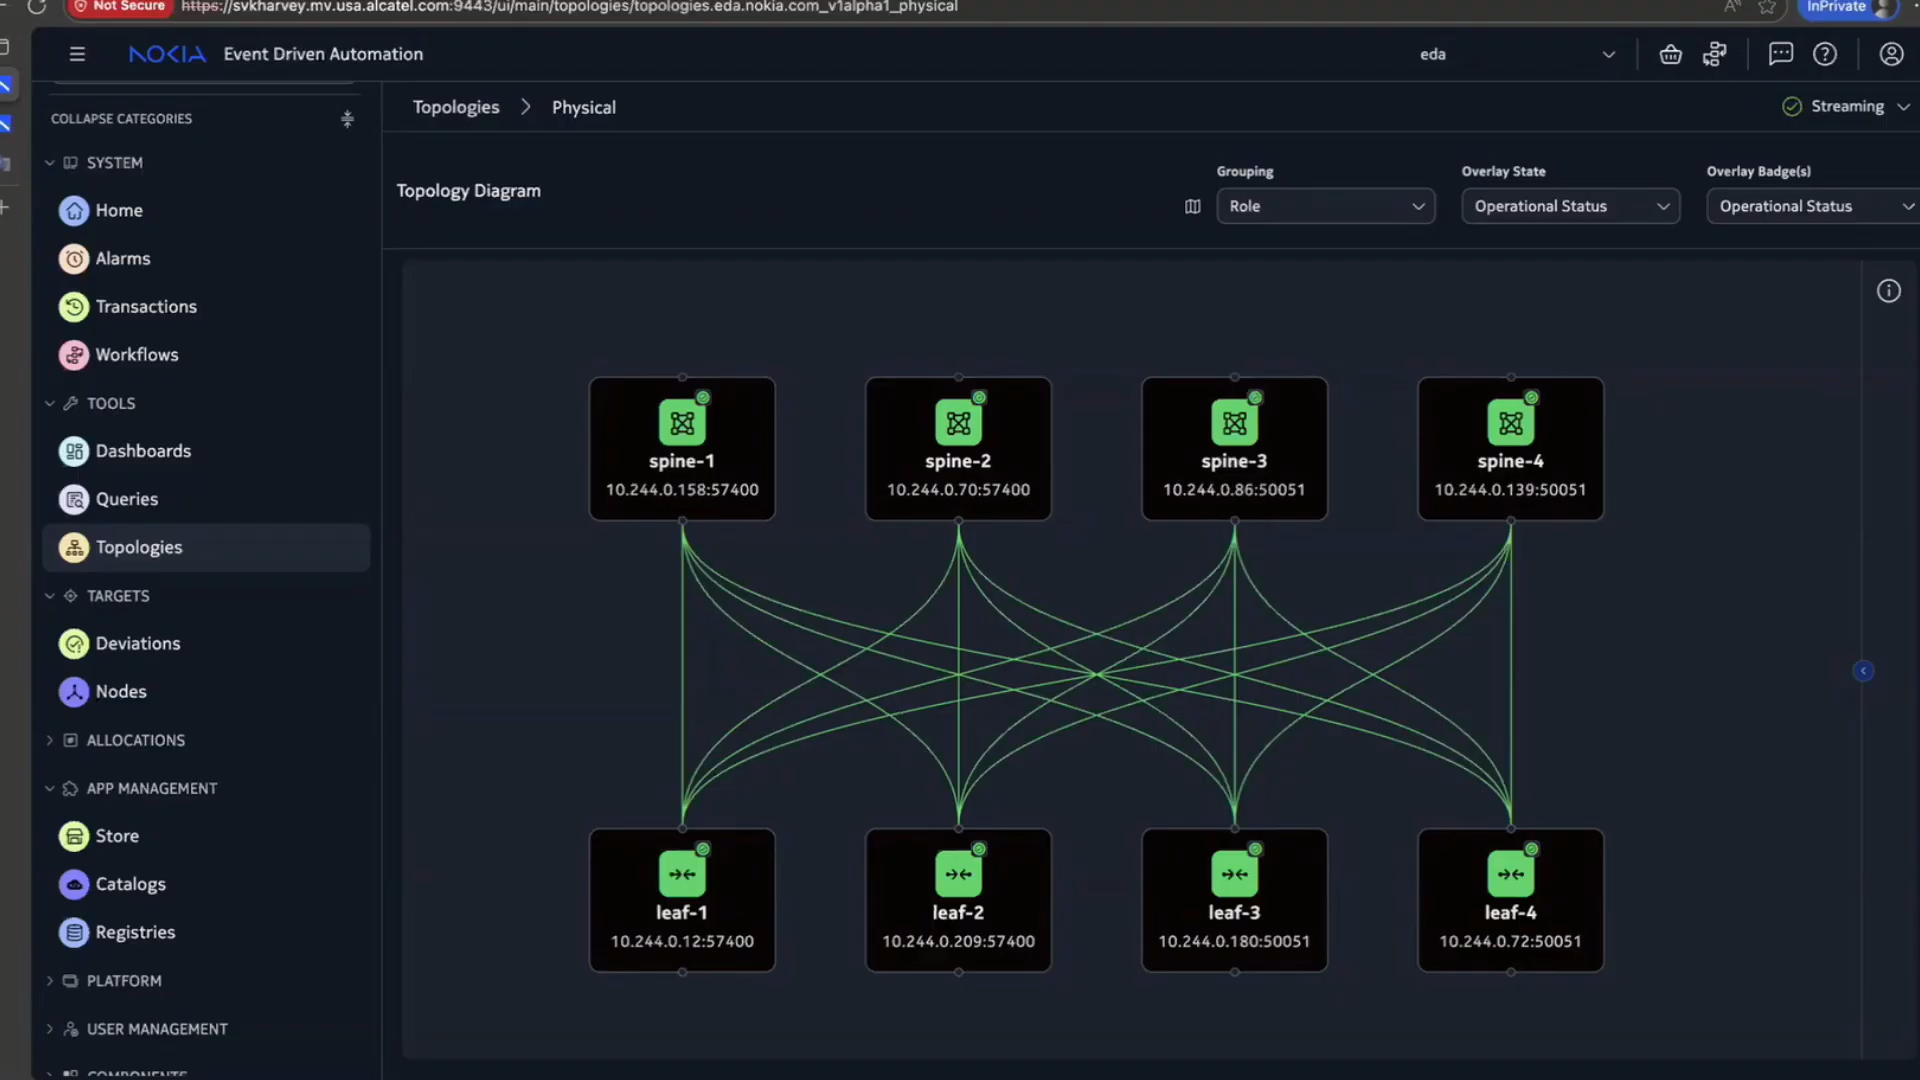 Not Secure https://svkharvey.mv.usa.alcatel.com:9443/ui/main/topologies/topologies.eda.nokia.com_v1alpha1_physical InPrivate
NOKIA Event Driven Automation eda
COLLAPSE CATEGORIES
SYSTEM
Home
Alarms
Transactions
Workflows
TOOLS
Dashboards
Queries
Topologies
TARGETS
Deviations
Nodes
ALLOCATIONS
APP MANAGEMENT
Store
Catalogs
Registries
PLATFORM
USER MANAGEMENT
COMPONENTS
Topologies > Physical
Streaming
Topology Diagram
Grouping
Role
Overlay State
Operational Status
Overlay Badge(s)
Operational Status
spine-1
10.244.0.158:57400
spine-2
10.244.0.70:57400
spine-3
10.244.0.86:50051
spine-4
10.244.0.139:50051
leaf-1
10.244.0.12:57400
leaf-2
10.244.0.209:57400
leaf-3
10.244.0.180:50051
leaf-4
10.244.0.72:50051